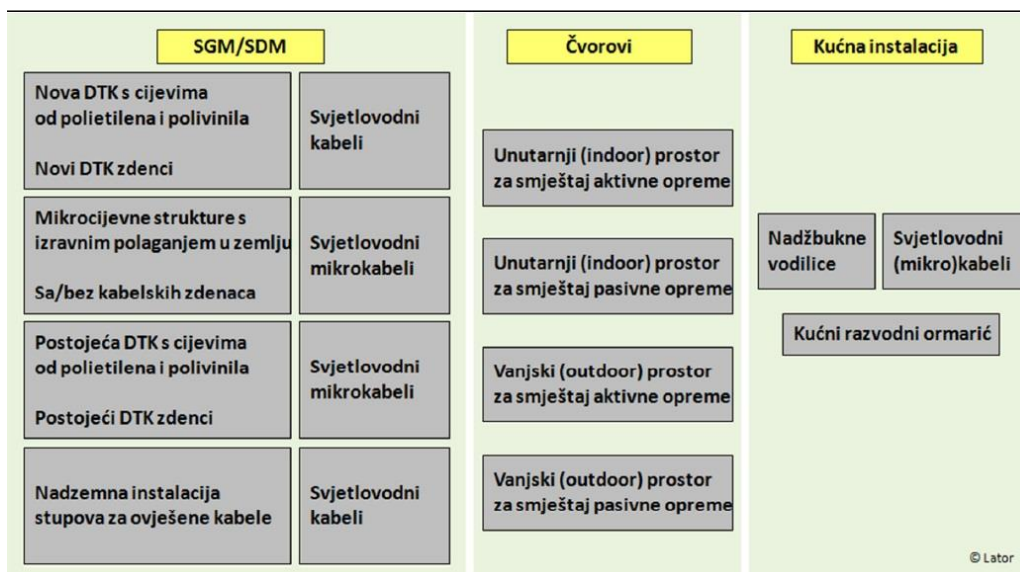 SGM/SDM
Nova DTK s cijevima
od polietilena i polivinila
Novi DTK zdenci
Svjetlovodni
kabeli
Mikrocijevne strukture s
izravnim polaganjem u zemlju
Sa/bez kabelskih zdenaca
Svjetlovodni
mikrokabeli
Postojeća DTK s cijevima
od polietilena i polivinila
Postojeći DTK zdenci
Svjetlovodni
mikrokabeli
Nadzemna instalacija
stupova za ovješene kabele
Svjetlovodni
kabeli
Čvorovi
Unutarnji (indoor) prostor
za smještaj aktivne opreme
Unutarnji (indoor) prostor
za smještaj pasivne opreme
Vanjski (outdoor) prostor
za smještaj aktivne opreme
Vanjski (outdoor) prostor
za smještaj pasivne opreme
Kućna instalacija
Nadžbukne
vodilice
Svjetlovodni
(mikro)kabeli
Kućni razvodni ormarić
© Lator